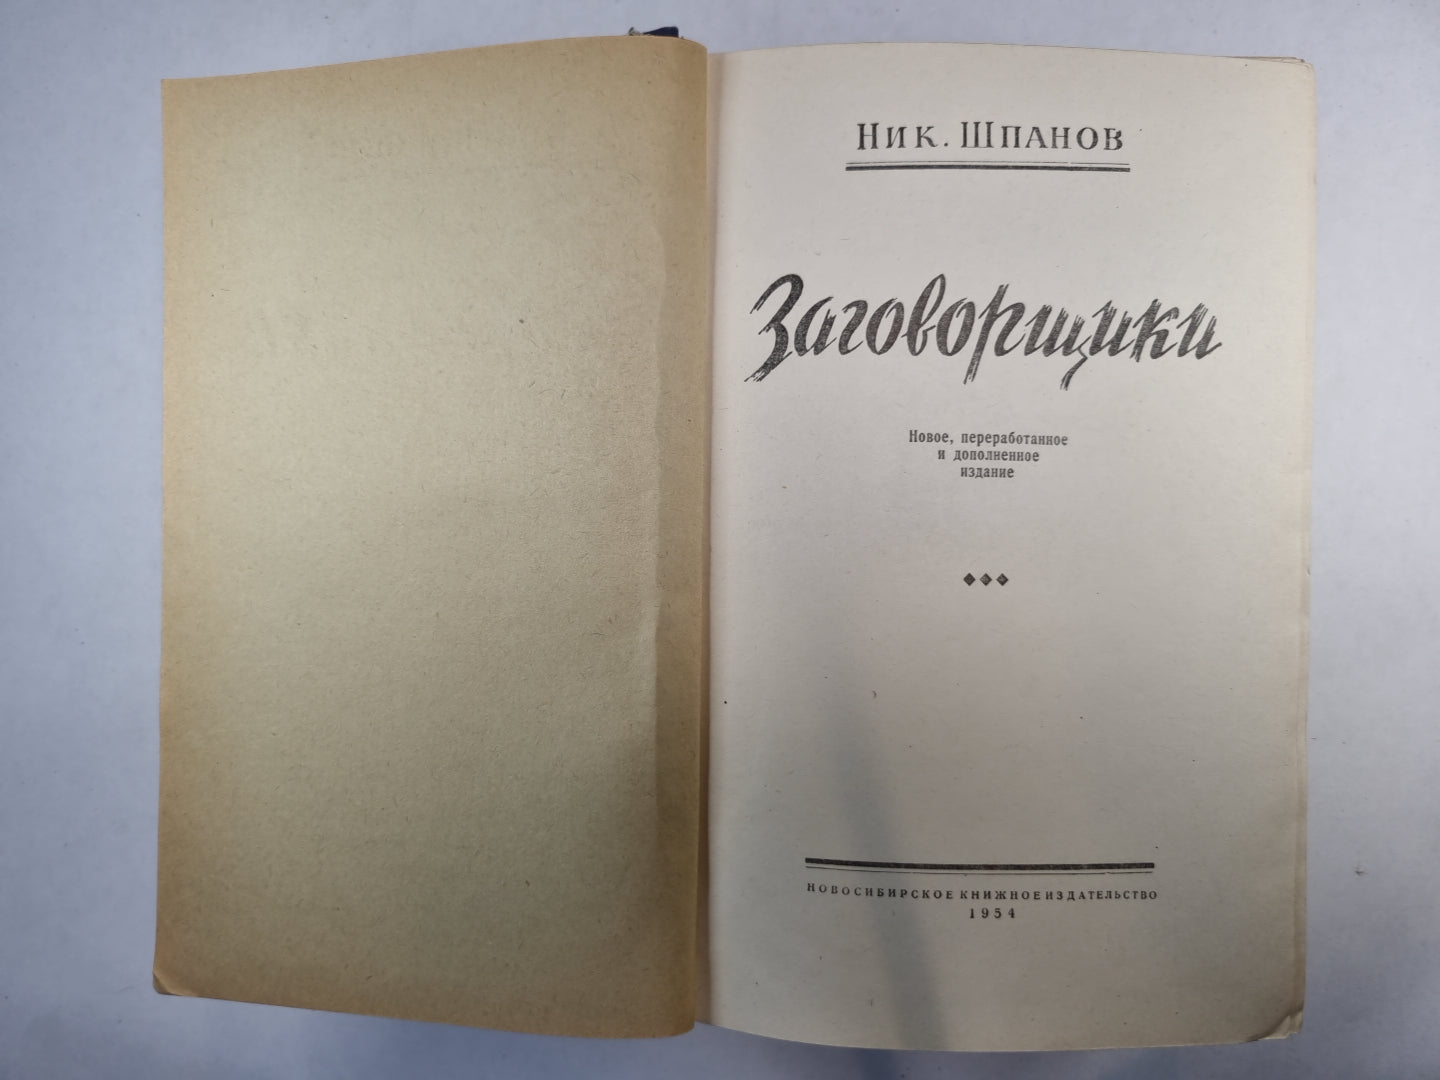 Ник. Шпанов
Заговорщики
Новое, переработанное
и дополненное
издание
НОВОСИБИРСКОЕ КНИЖНОЕ ИЗДАТЕЛЬСТВО
1954